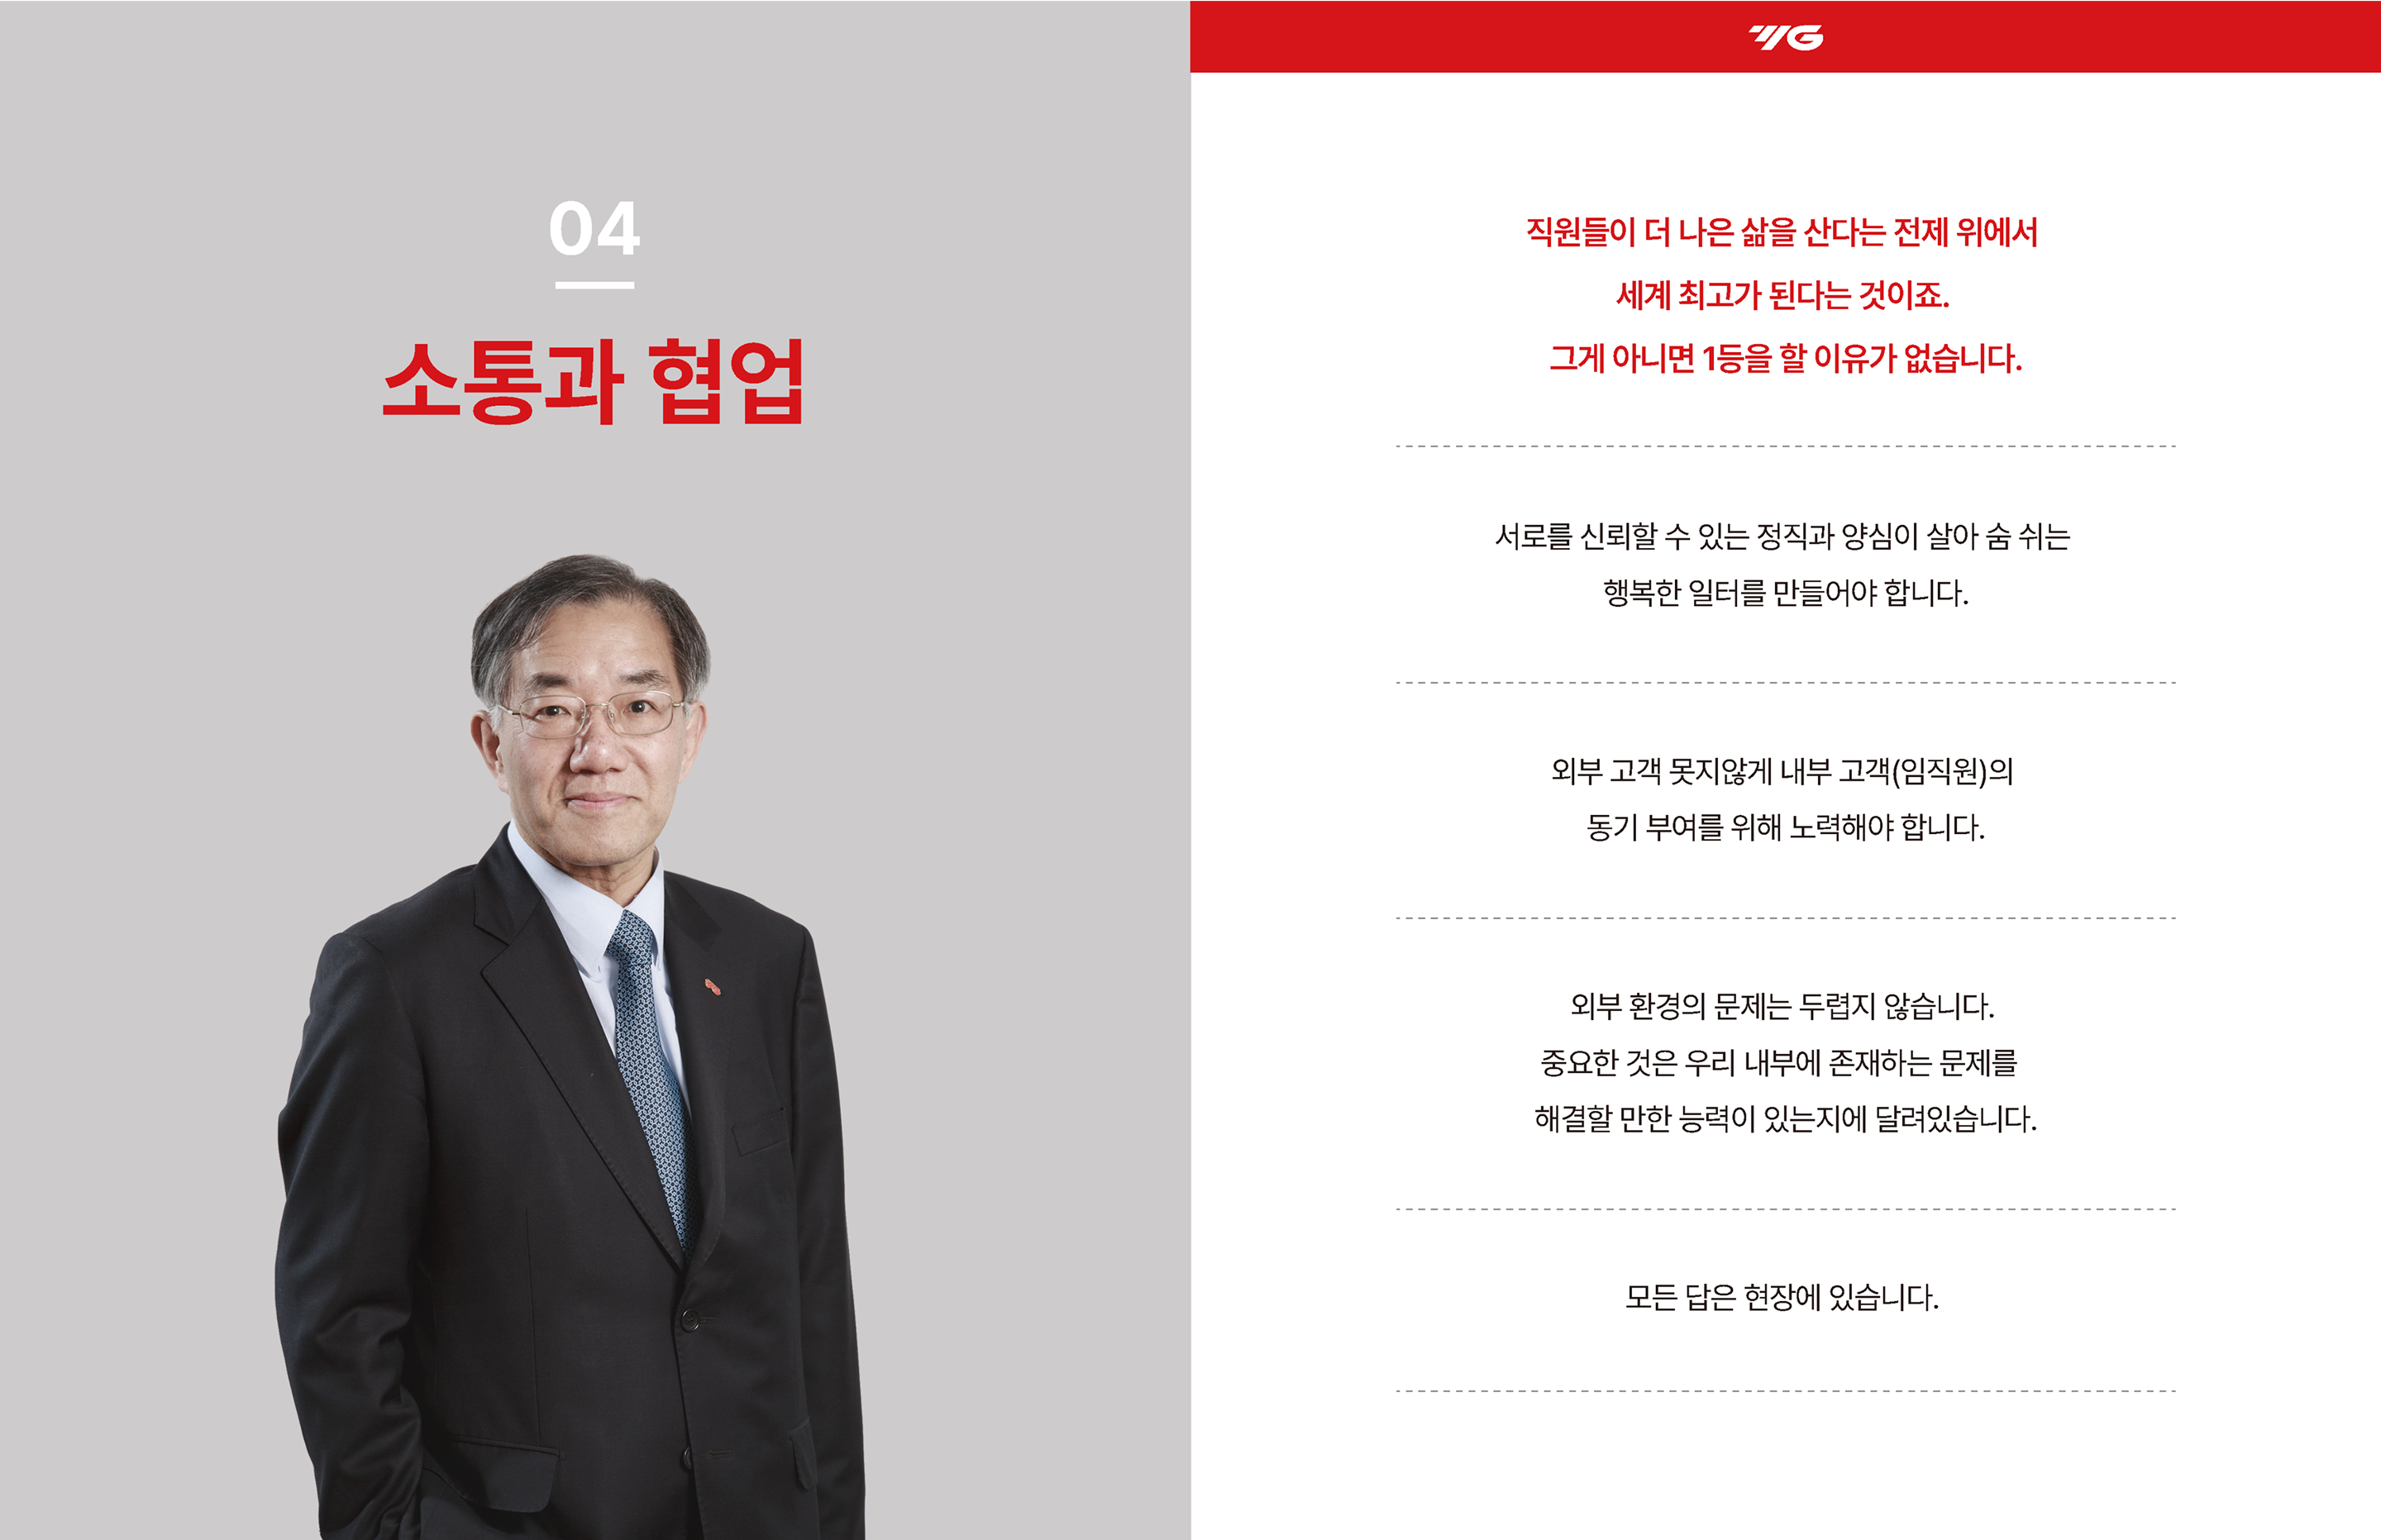 04
소통과 협업
YG
직원들이 더 나은 삶을 산다는 전제 위에서
세계 최고가 된다는 것이죠.
그게 아니면 1등을 할 이유가 없습니다.
서로를 신뢰할 수 있는 정직과 양심이 살아 숨 쉬는
행복한 일터를 만들어야 합니다.
외부 고객 못지않게 내부 고객(임직원)의
동기 부여를 위해 노력해야 합니다.
외부 환경의 문제는 두렵지 않습니다.
중요한 것은 우리 내부에 존재하는 문제를
해결할 만한 능력이 있는지에 달려있습니다.
모든 답은 현장에 있습니다.